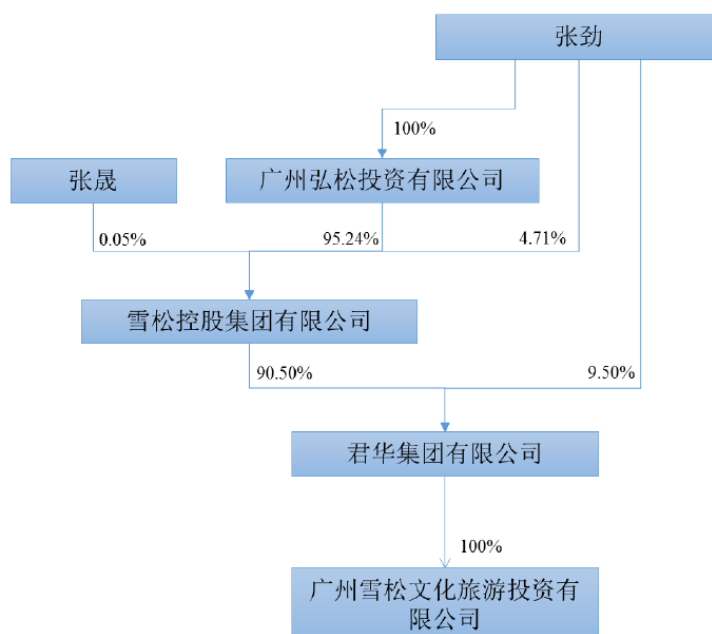 张劲
100%
张晟
广州弘松投资有限公司
0.05%
95.24%
4.71%
雪松控股集团有限公司
90.50%
9.50%
君华集团有限公司
100%
广州雪松文化旅游投资有
限公司